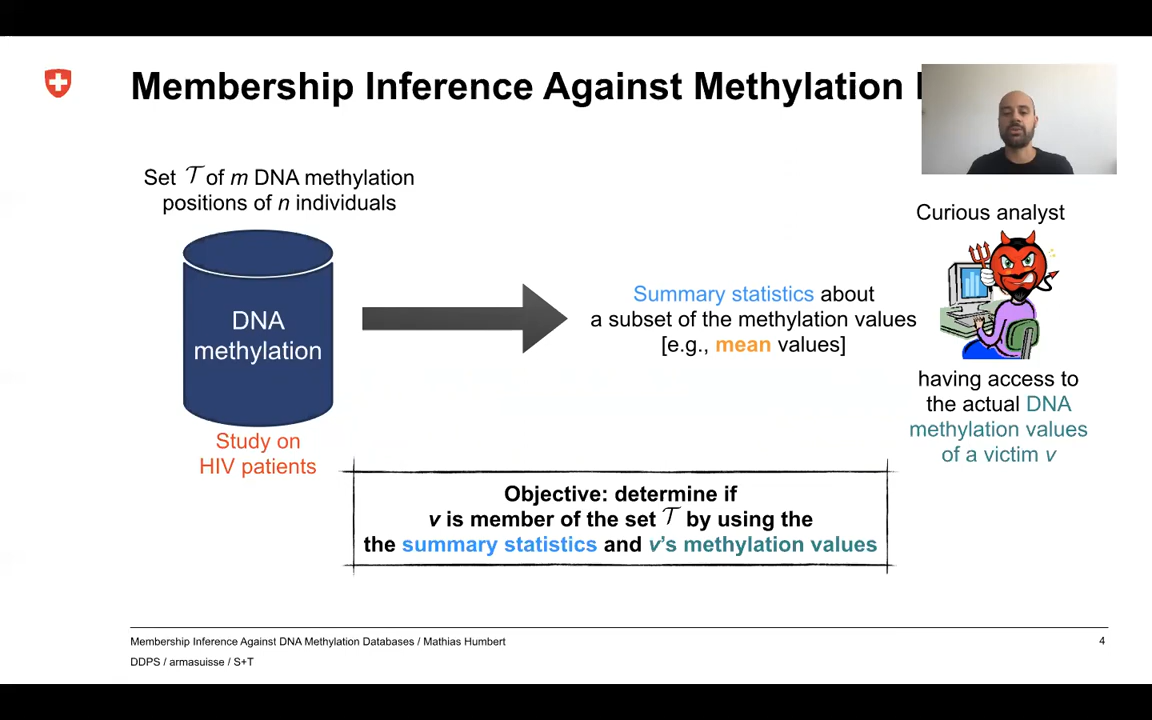 Membership Inference Against Methylation
Set 𝒯 of m DNA methylation
positions of n individuals
DNA
methylation
Study on
HIV patients
Summary statistics about
a subset of the methylation values
[e.g., mean values]
Curious analyst
having access to
the actual DNA
methylation values
of a victim v
Objective: determine if
v is member of the set 𝒯 by using the
the summary statistics and v's methylation values
Membership Inference Against DNA Methylation Databases / Mathias Humbert
4
DDPS / armasuisse / S+T